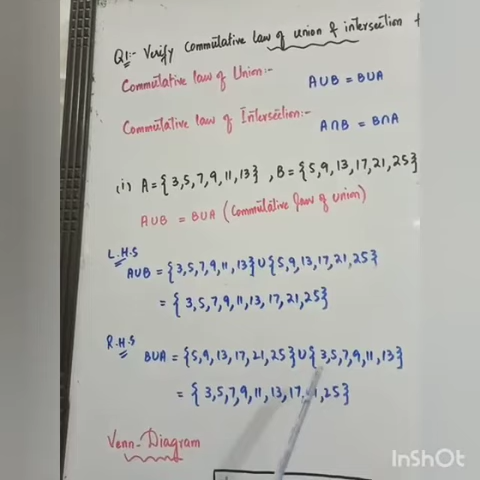 Q1:- Verify Commutative law of union & intersection
Commutative law of Union:-
A∪B = B∪A
Commutative law of Intersection:-
A∩B = B∩A
(i) A={3,5,7,9,11,13}, B={5,9,13,17,21,25}
A∪B = B∪A (Commutative law of union)
L.H.S
A∪B = {3,5,7,9,11,13}∪{5,9,13,17,21,25}
= {3,5,7,9,11,13,17,21,25}
R.H.S
B∪A = {5,9,13,17,21,25}∪{3,5,7,9,11,13}
= {3,5,7,9,11,13,17, 1,25}
Venn-Diagram
InShOt